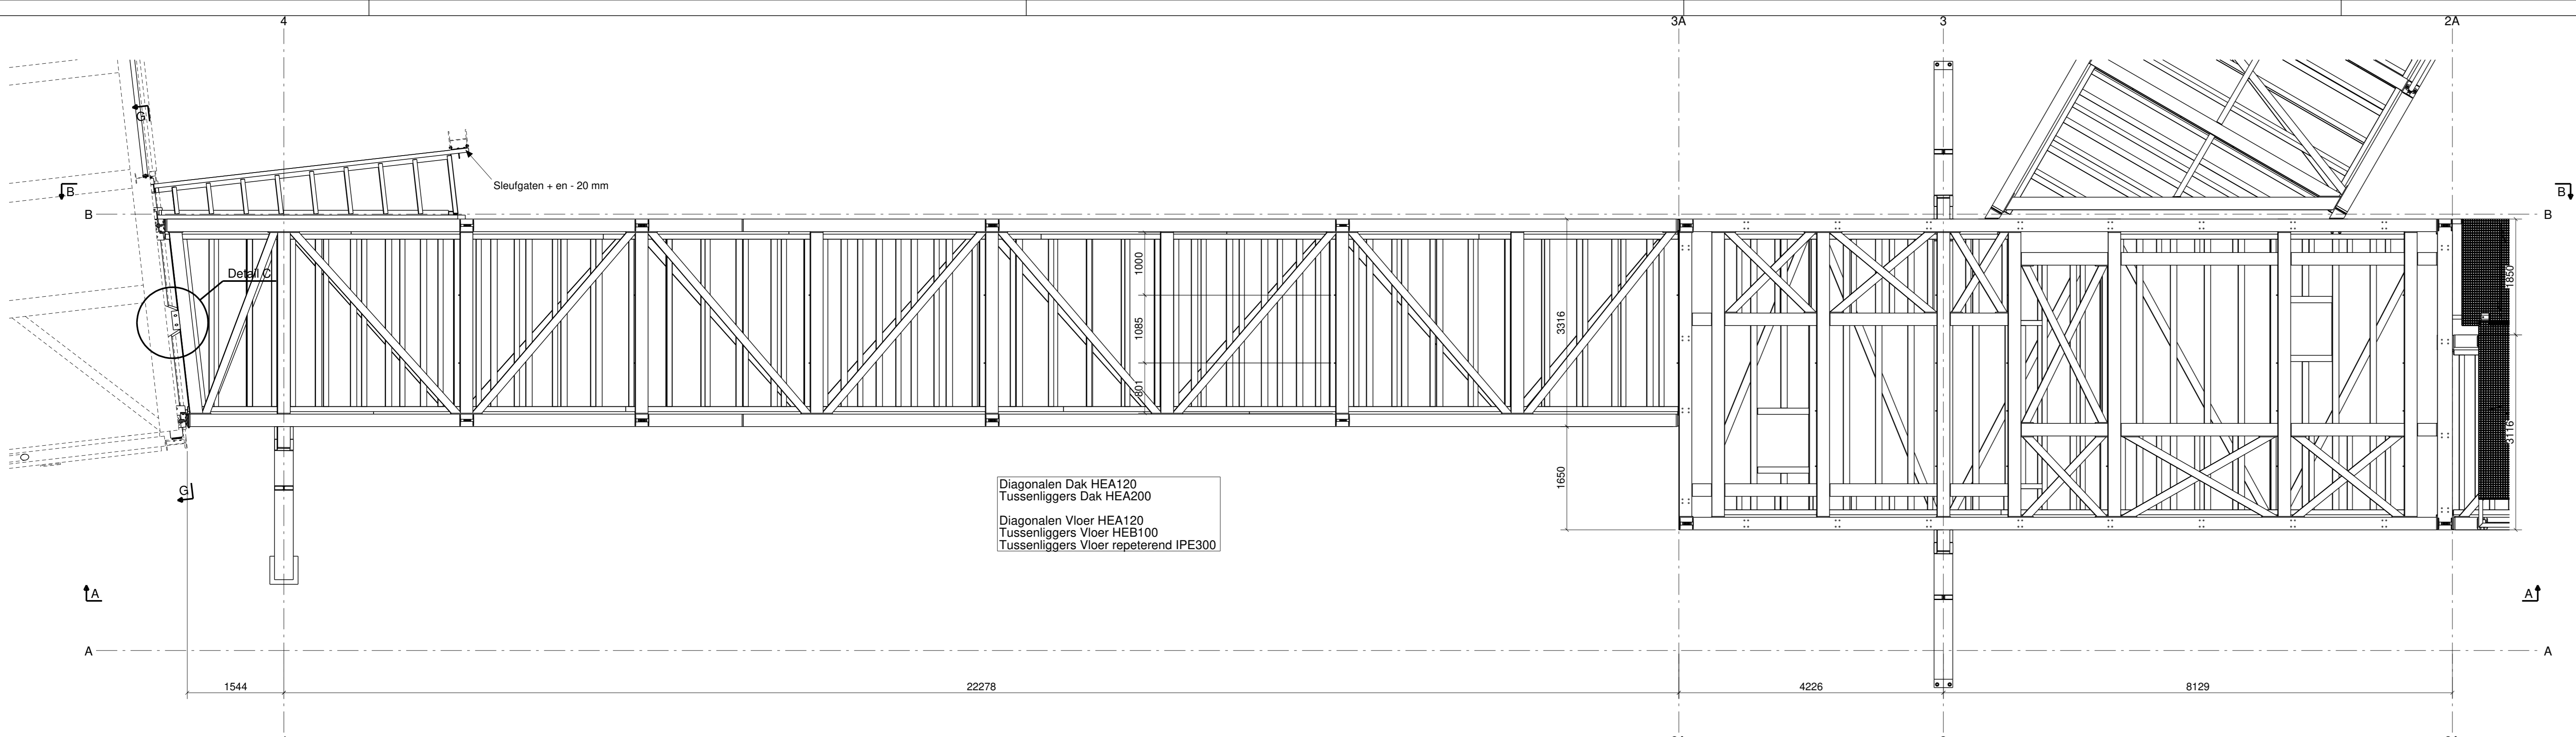 4
3A
3
2A
G
Sleufgaten + en - 20 mm
B
B
B
B
Detail C
1000
1085
801
3316
1650
1850
3116
G
Diagonalen Dak HEA120
Tussenliggers Dak HEA200
Diagonalen Vloer HEA120
Tussenliggers Vloer HEB100
Tussenliggers Vloer repeterend IPE300
A
A
A
A
1544
22278
4226
8129